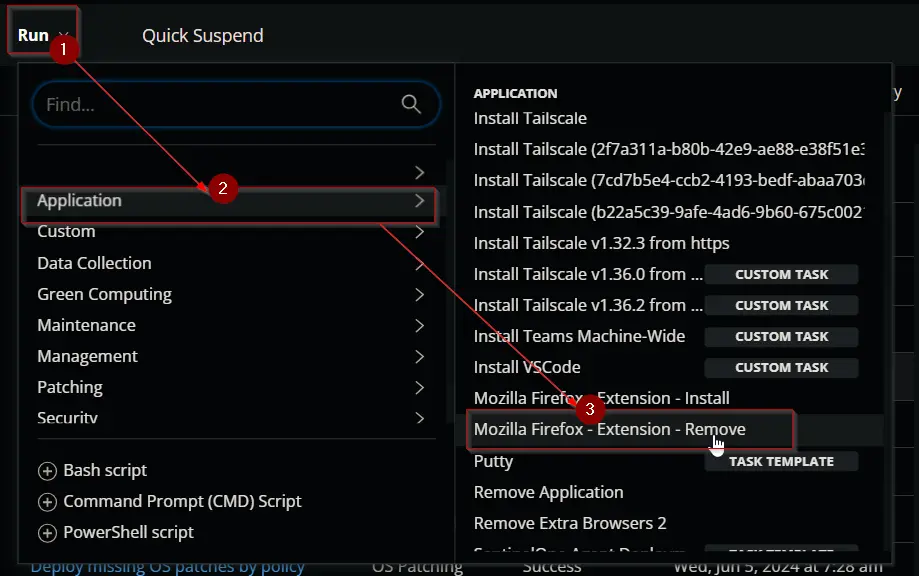 Run
1
Quick Suspend
Find...
2
Application
Custom
Data Collection
Green Computing
Maintenance
Management
Patching
Security
Bash script
Command Prompt (CMD) Script
PowerShell script
APPLICATION
Install Tailscale
Install Tailscale (2f7a311a-b80b-42e9-ae88-e38f51e3
Install Tailscale (7cd7b5e4-ccb2-4193-bedf-abaa703
Install Tailscale (b22a5c39-9afe-4ad6-9b60-675c002
Install Tailscale v1.32.3 from https
Install Tailscale v1.36.0 from ... CUSTOM TASK
Install Tailscale v1.36.2 from ... CUSTOM TASK
Install Teams Machine-Wide CUSTOM TASK
Install VSCode CUSTOM TASK
Mozilla Firefox - Extension - Install
3
Mozilla Firefox - Extension - Remove
Putty TASK TEMPLATE
Remove Application
Remove Extra Browsers 2
y
Deploy missing OS patches by policy OS Patching Success Wed, Jun 5, 2024 at 7:28 am